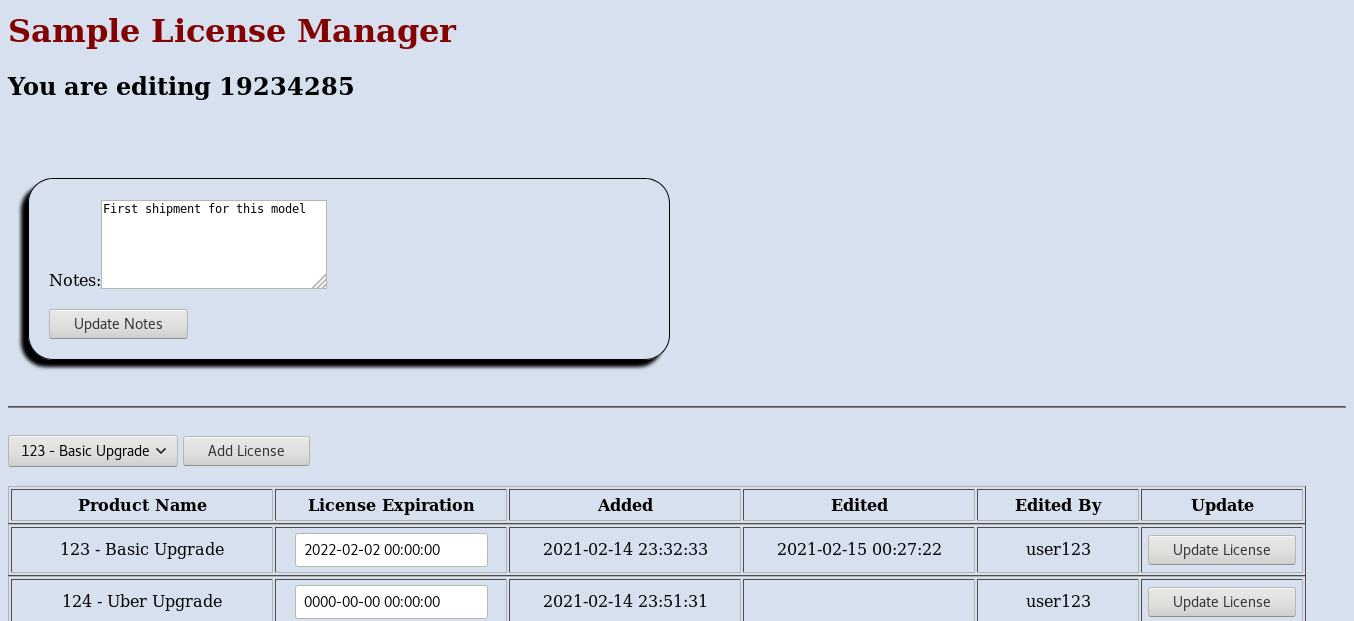 Sample License Manager
You are editing 19234285
First shipment for this model
Notes:
Update Notes
123 - Basic Upgrade Add License
Product Name License Expiration Added Edited Edited By Update
123 - Basic Upgrade 2022-02-02 00:00:00 2021-02-14 23:32:33 2021-02-15 00:27:22 user123 Update License
124 - Uber Upgrade 0000-00-00 00:00:00 2021-02-14 23:51:31 user123 Update License